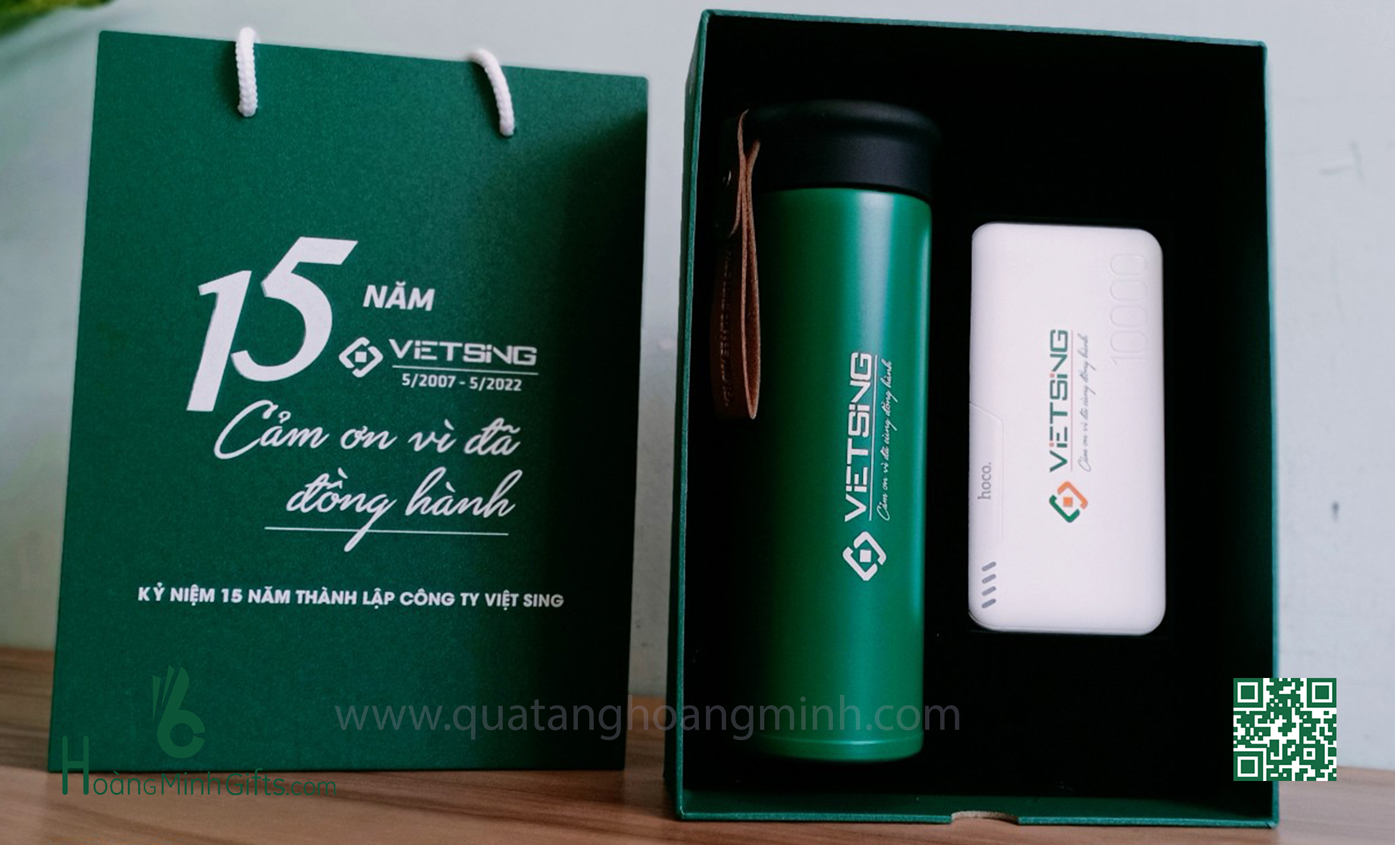 15 NĂM
VIETSING
5/2007 - 5/2022
Cảm ơn vì đã
đồng hành
KỶ NIỆM 15 NĂM THÀNH LẬP CÔNG TY VIỆT SING
VIETSING
Cảm ơn vì đã cùng đồng hành
10000
VIETSING
Cảm ơn vì đã cùng đồng hành
hoco.
www.quatanghoangminh.com
HoàngMinhGifts.com